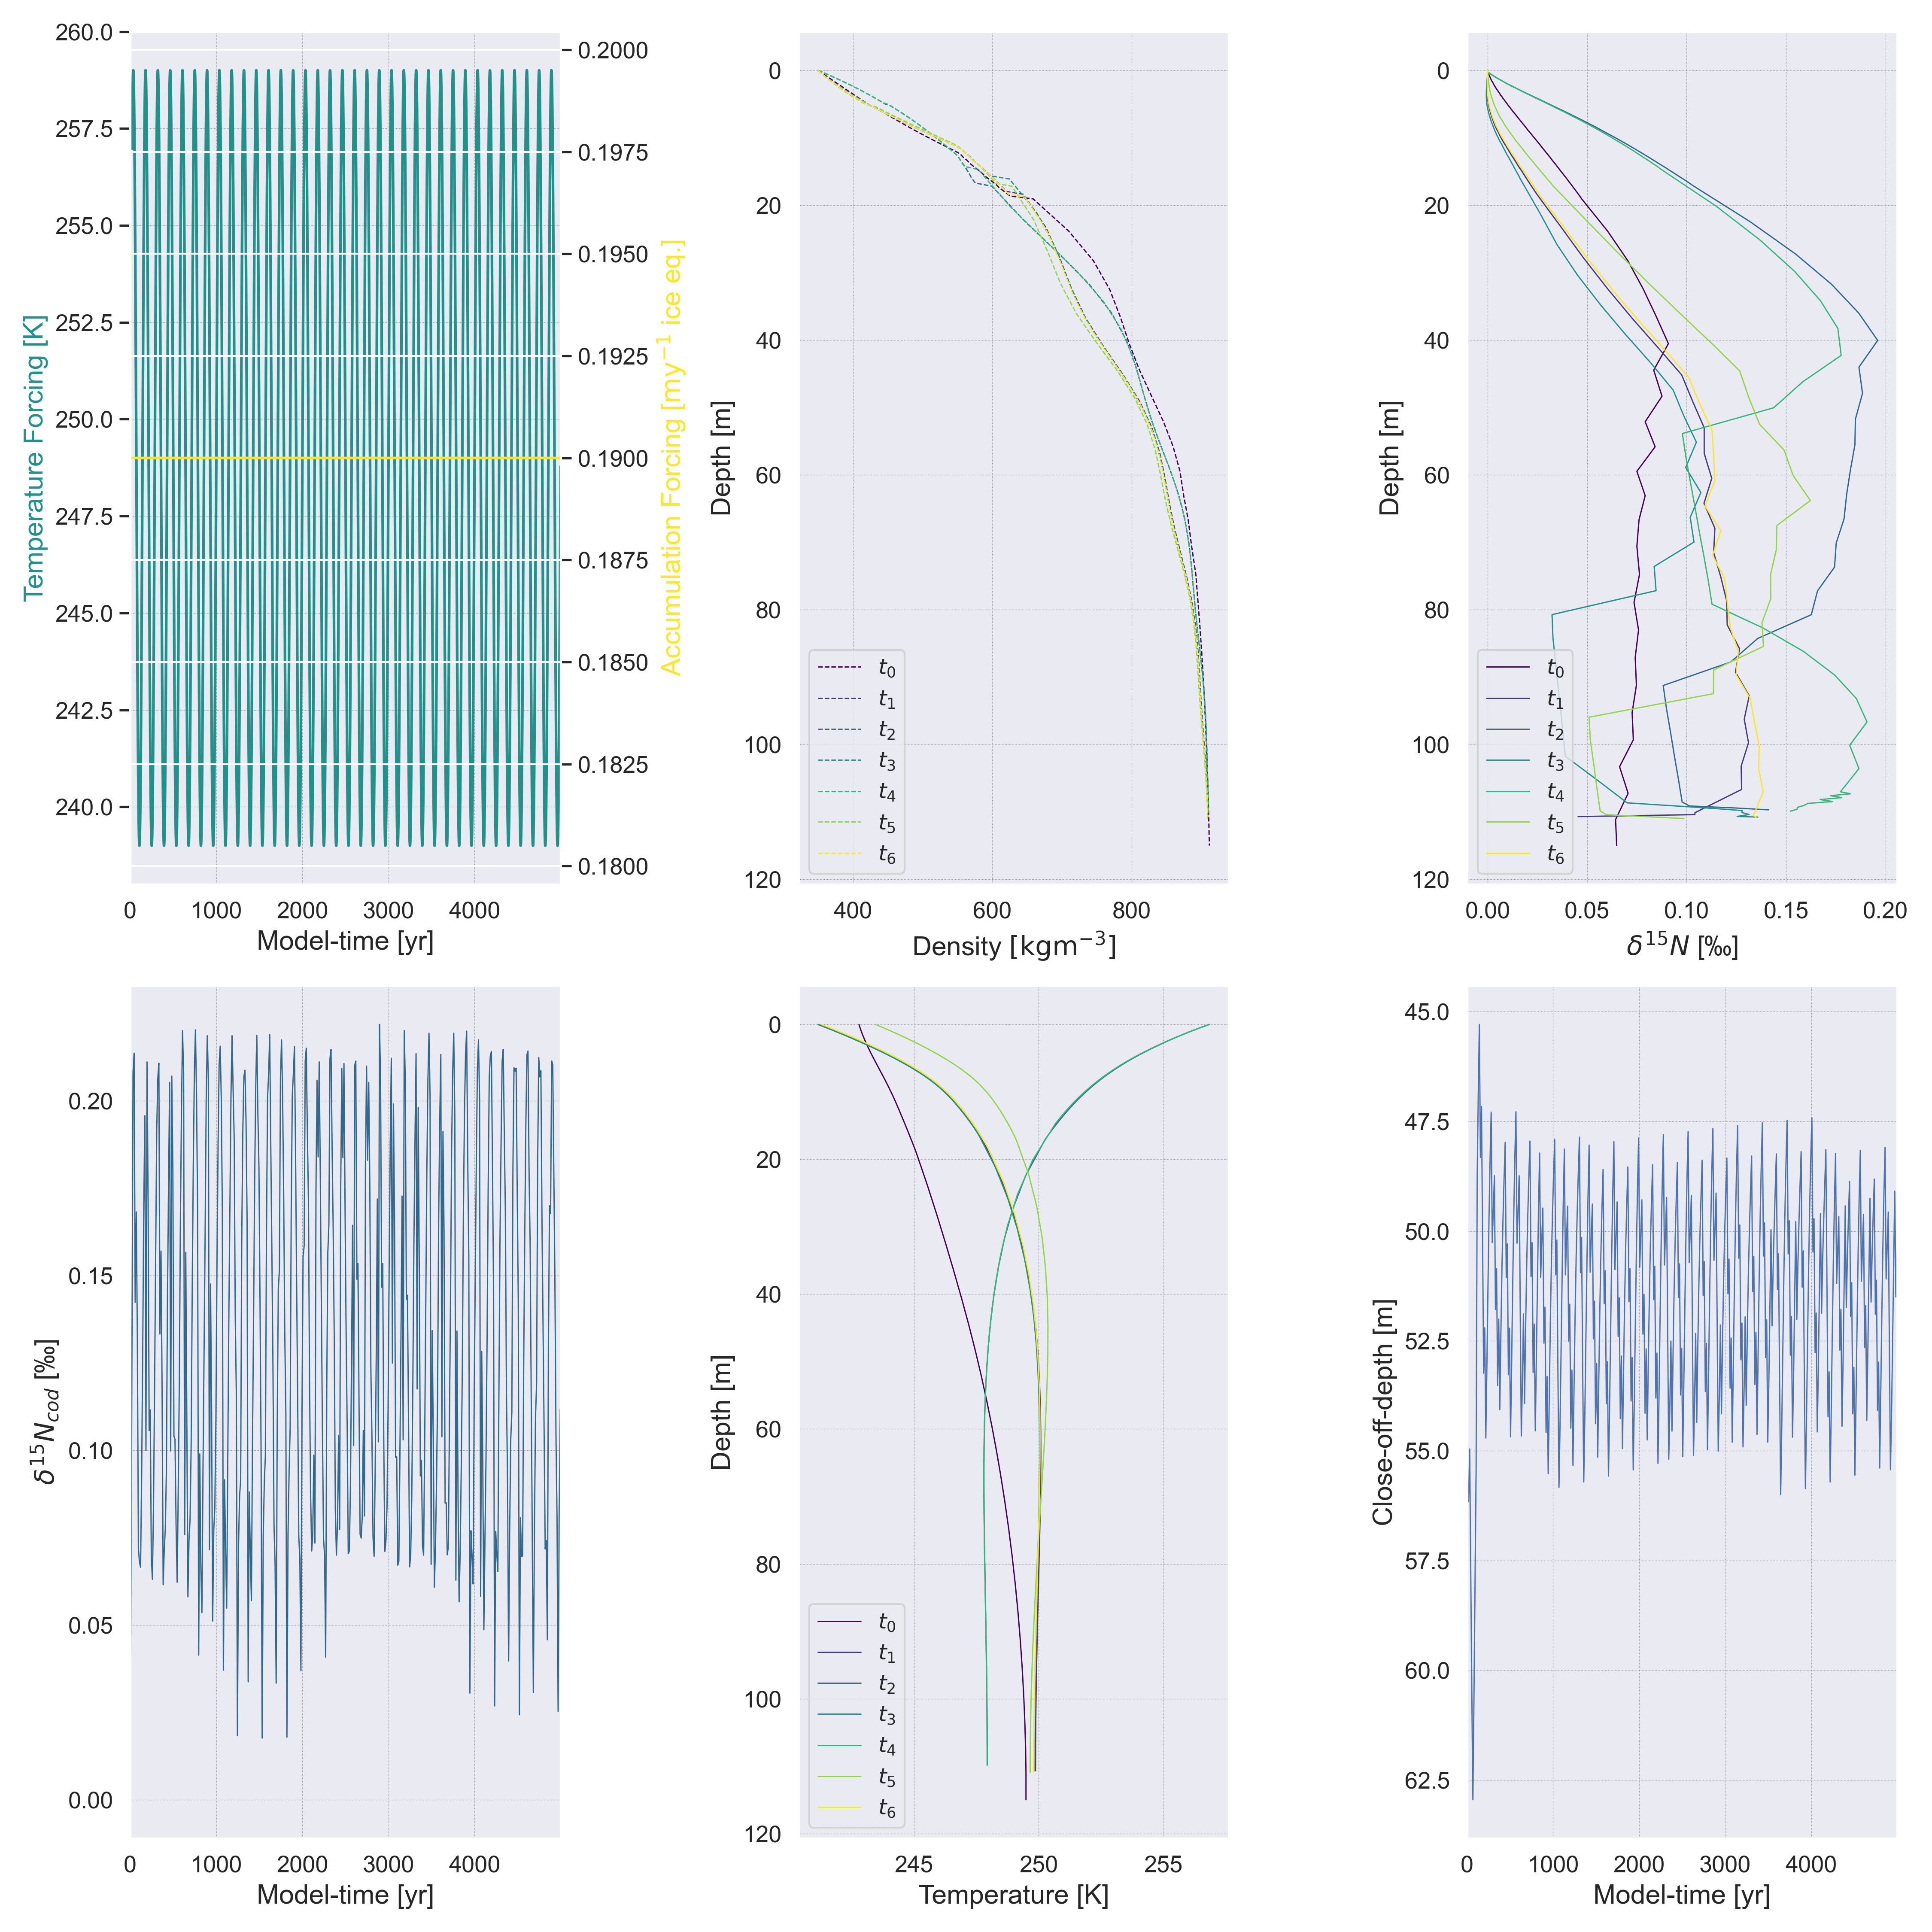 260.0
257.5
255.0
252.5
250.0
247.5
245.0
242.5
240.0
Temperature Forcing [K]
0.2000
0.1975
0.1950
0.1925
0.1900
0.1875
0.1850
0.1825
0.1800
Accumulation Forcing [my⁻¹ ice eq.]
0 1000 2000 3000 4000
Model-time [yr]
0
20
40
60
80
100
120
Depth [m]
t₀
t₁
t₂
t₃
t₄
t₅
t₆
400 600 800
Density [kgm⁻³]
0
20
40
60
80
100
120
Depth [m]
t₀
t₁
t₂
t₃
t₄
t₅
t₆
0.00 0.05 0.10 0.15 0.20
δ¹⁵N [‰]
0.20
0.15
0.10
0.05
0.00
δ¹⁵N_cod [‰]
0 1000 2000 3000 4000
Model-time [yr]
0
20
40
60
80
100
120
Depth [m]
t₀
t₁
t₂
t₃
t₄
t₅
t₆
245 250 255
Temperature [K]
45.0
47.5
50.0
52.5
55.0
57.5
60.0
62.5
Close-off-depth [m]
0 1000 2000 3000 4000
Model-time [yr]